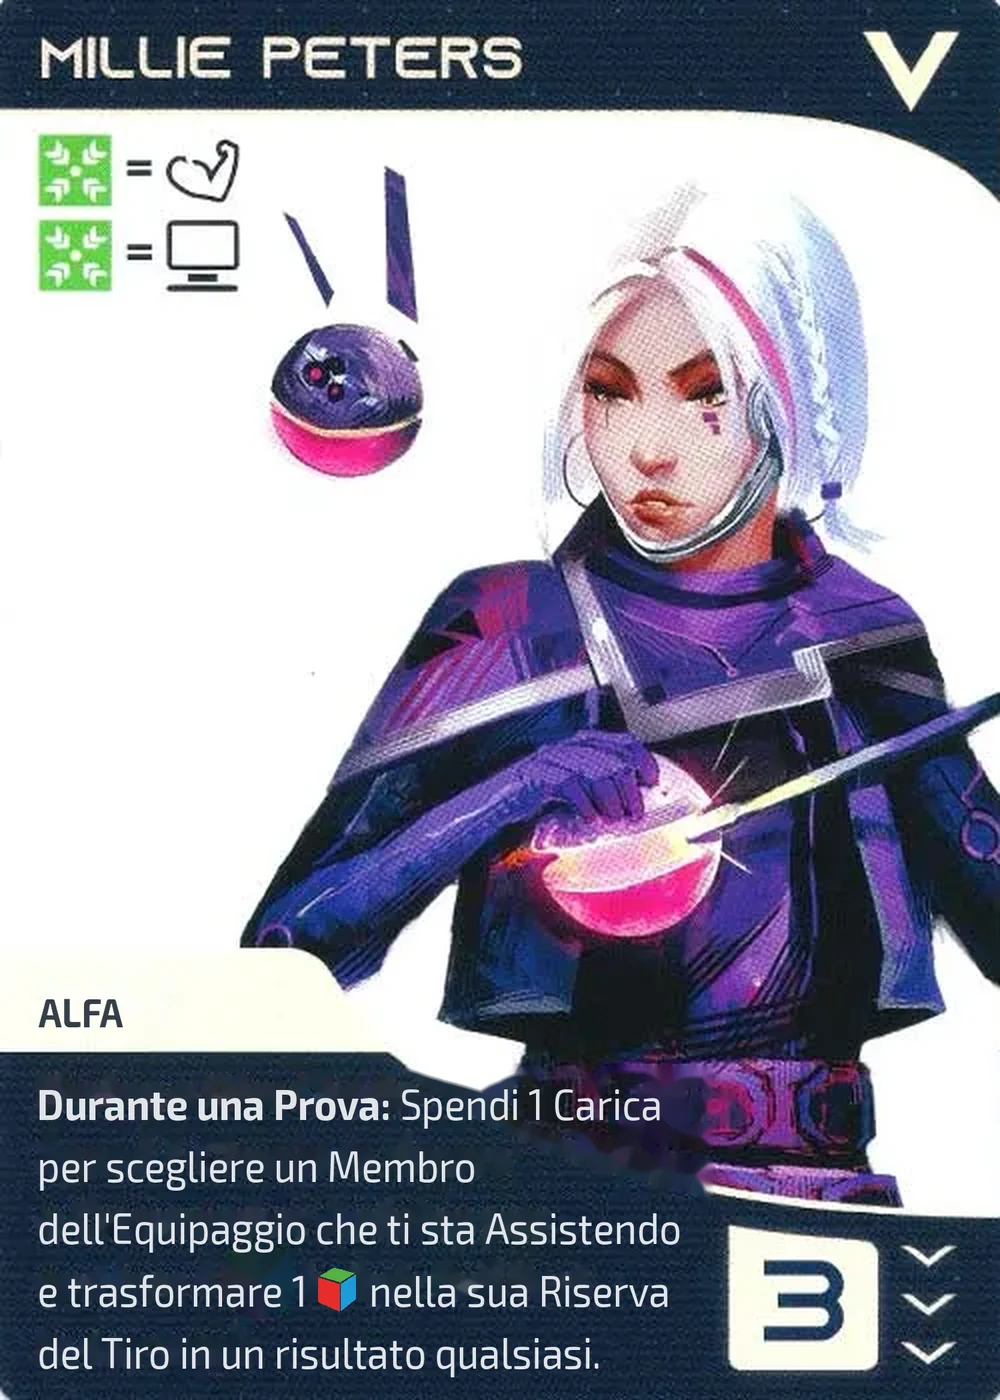 MILLIE PETERS
=
=
ALFA
Durante una Prova: Spendi 1 Carica
per scegliere un Membro
dell'Equipaggio che ti sta Assistendo
e trasformare 1 nella sua Riserva
del Tiro in un risultato qualsiasi.
3